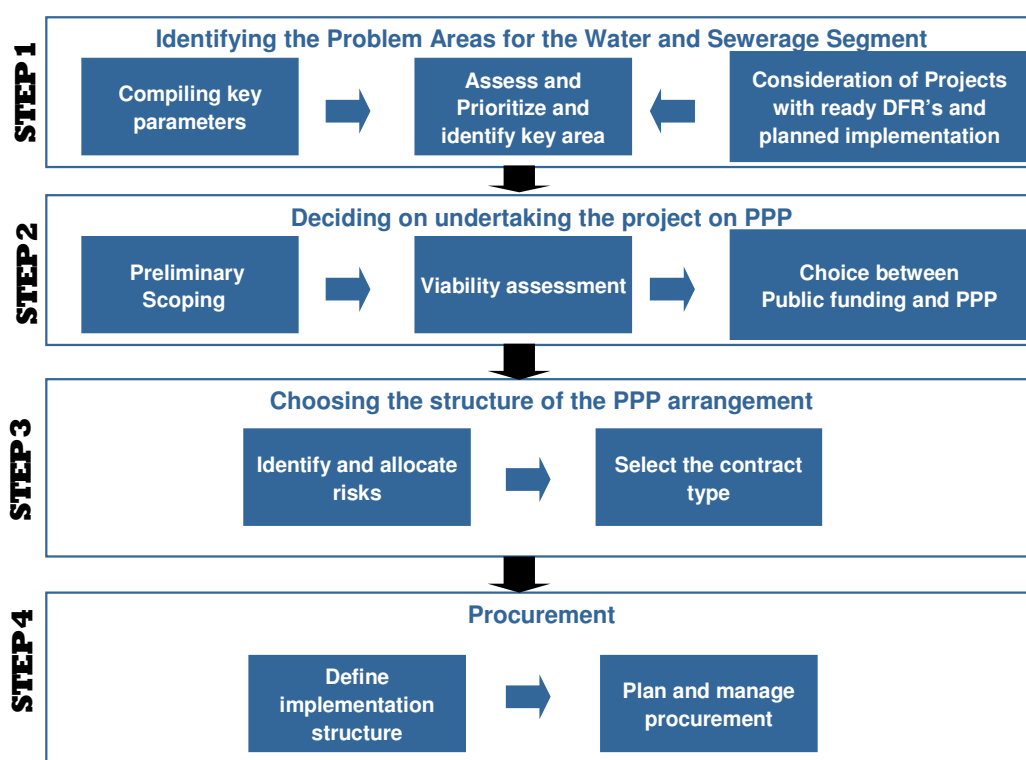 STEP 1
Identifying the Problem Areas for the Water and Sewerage Segment
Compiling key
parameters
Assess and
Prioritize and
identify key area
Consideration of Projects
with ready DFR's and
planned implementation
STEP 2
Deciding on undertaking the project on PPP
Preliminary
Scoping
Viability assessment
Choice between
Public funding and PPP
STEP 3
Choosing the structure of the PPP arrangement
Identify and allocate
risks
Select the contract
type
STEP 4
Procurement
Define
implementation
structure
Plan and manage
procurement